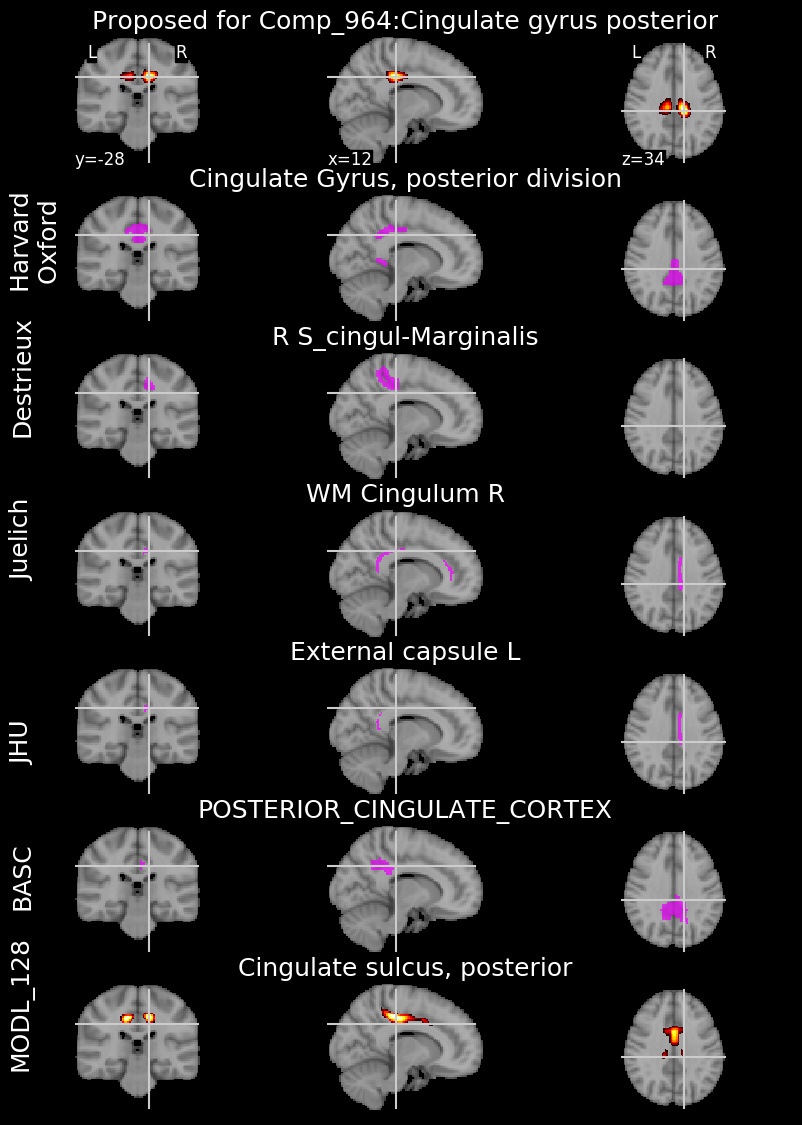 Proposed for Comp_964:Cingulate gyrus posterior
L R L R
y=-28 x=12 z=34
Cingulate Gyrus, posterior division
Harvard
Oxford
R S_cingul-Marginalis
Destrieux
WM Cingulum R
Juelich
External capsule L
JHU
POSTERIOR_CINGULATE_CORTEX
BASC
Cingulate sulcus, posterior
MODL_128